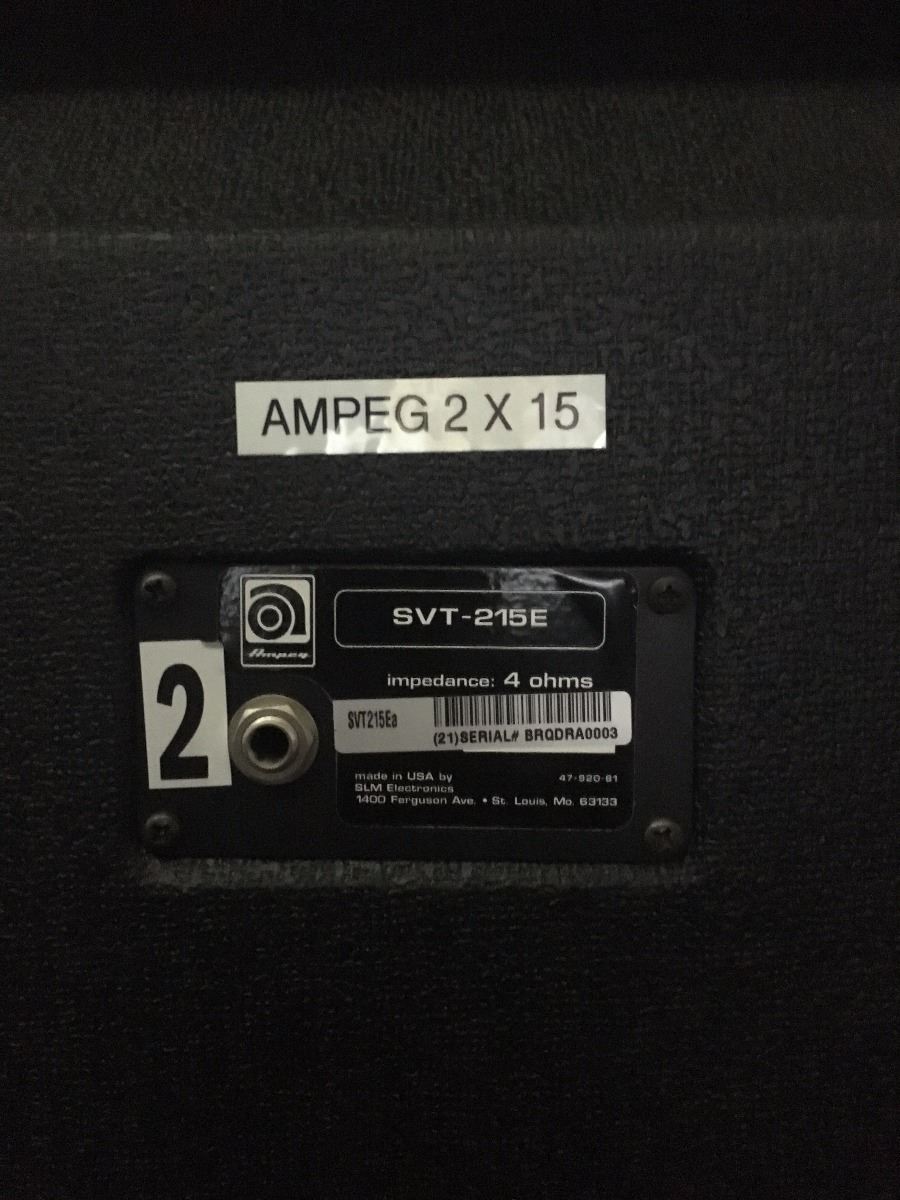 AMPEG 2 X 15
Ampeg
SVT-215E
impedance: 4 ohms
2
SVT215Ea
(21)SERIAL# BRQDRA0003
made in USA by
47-920-81
SLM Electronics
1400 Ferguson Ave. • St. Louis, Mo. 63133